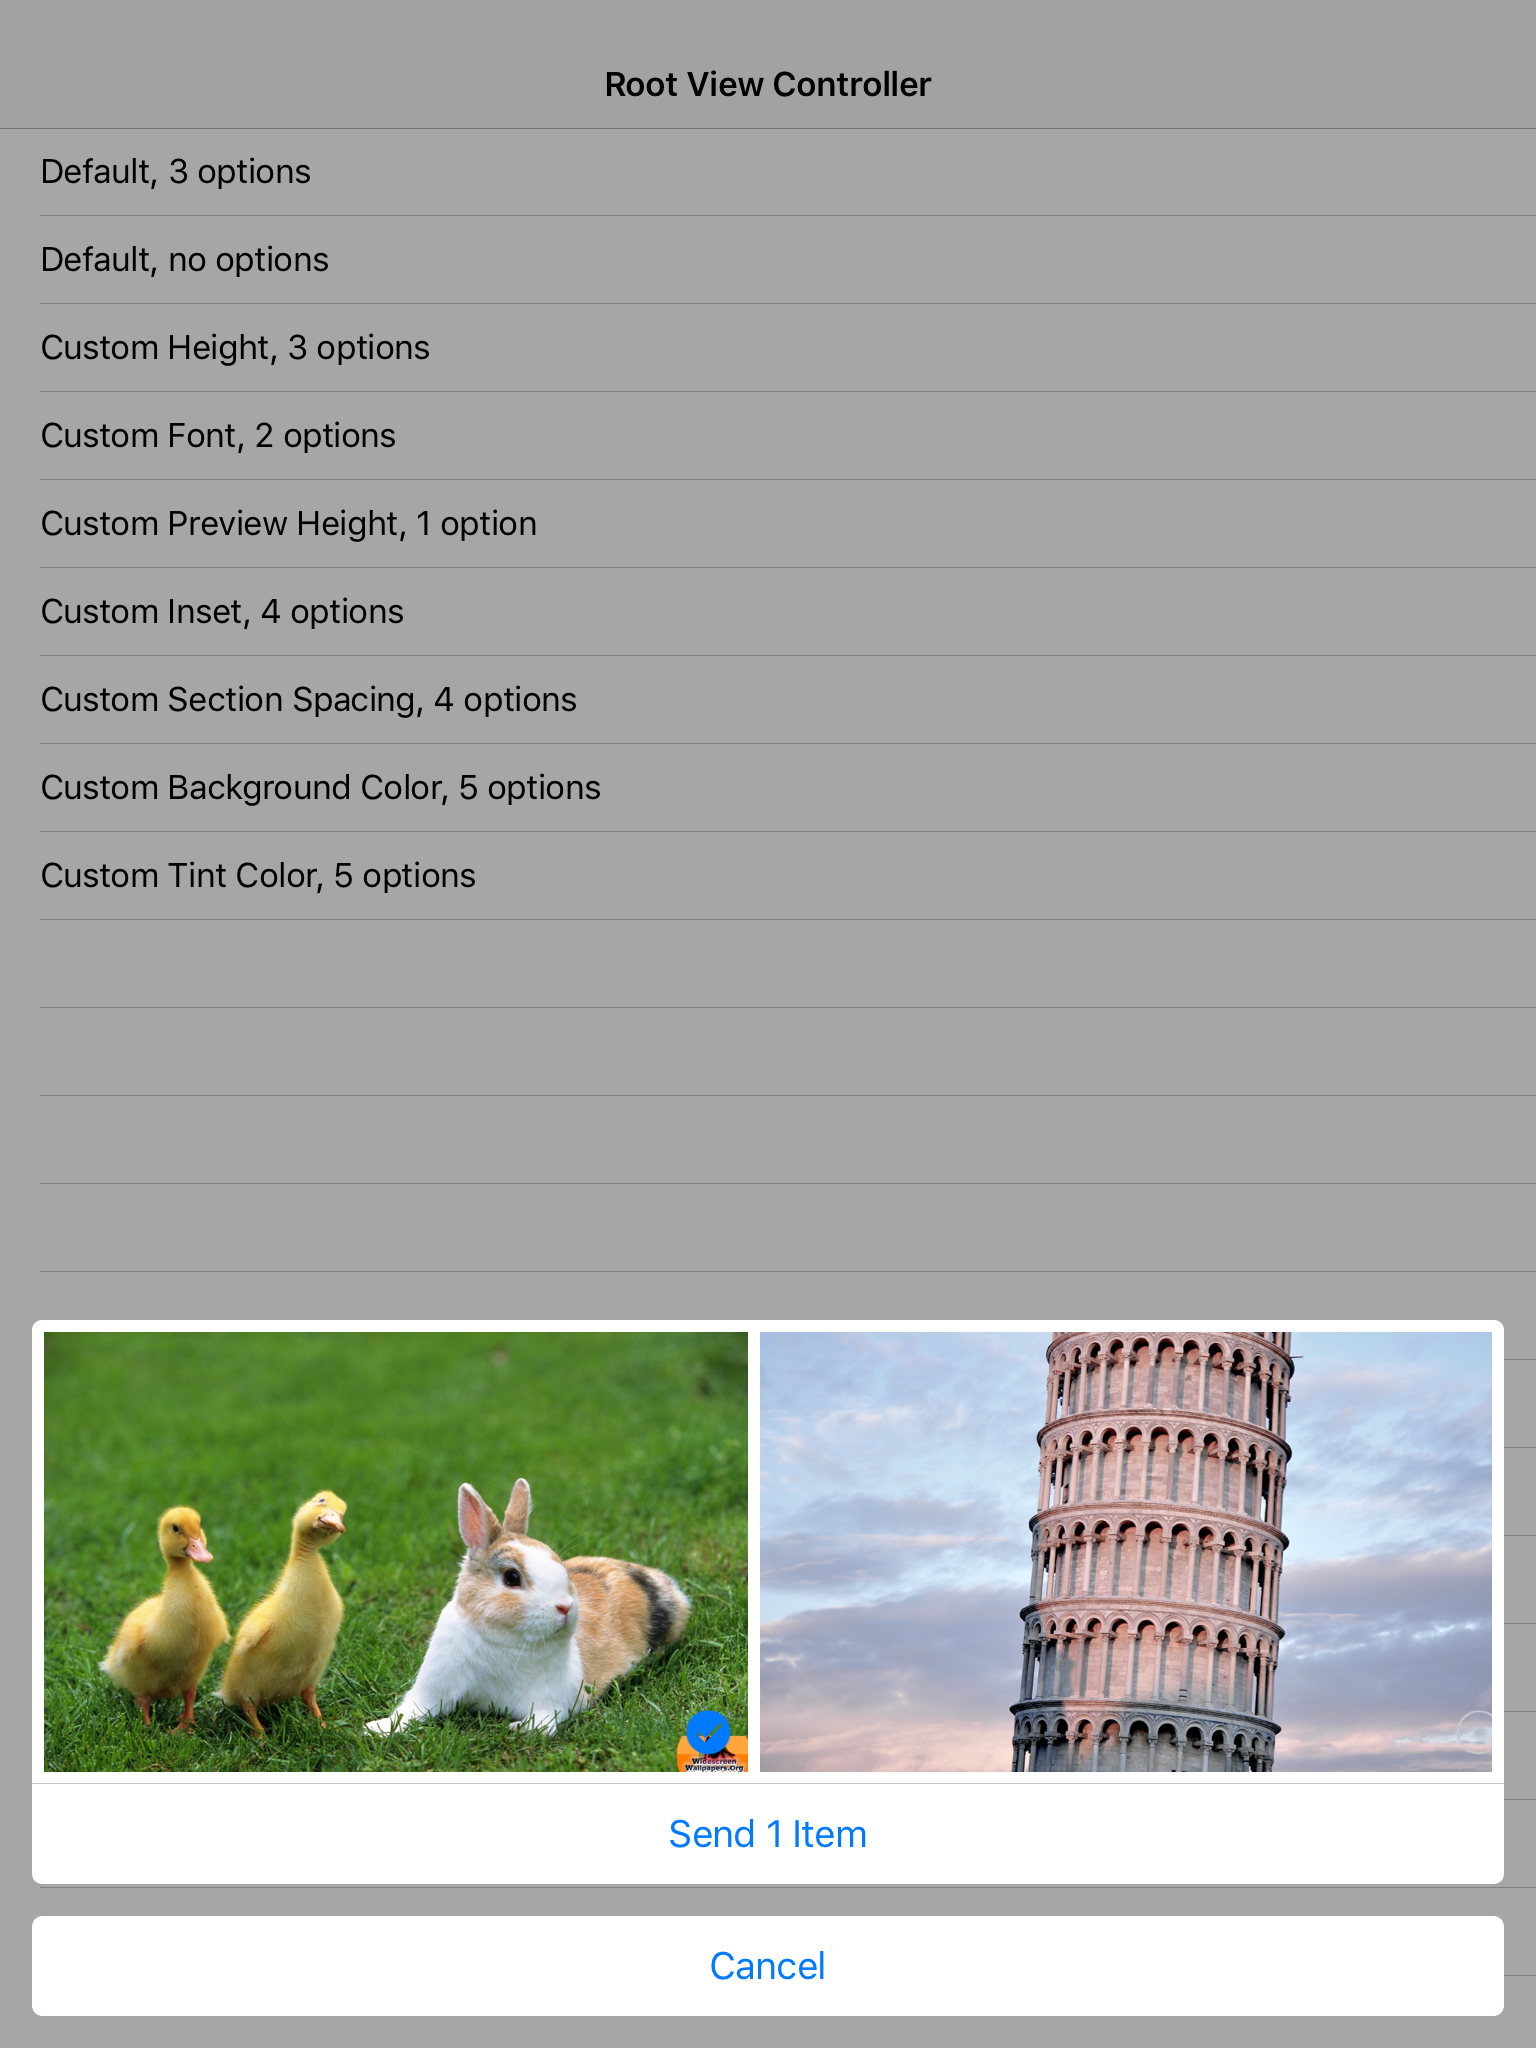 Root View Controller
Default, 3 options
Default, no options
Custom Height, 3 options
Custom Font, 2 options
Custom Preview Height, 1 option
Custom Inset, 4 options
Custom Section Spacing, 4 options
Custom Background Color, 5 options
Custom Tint Color, 5 options
Widescreen
Wallpapers.Org
Send 1 Item
Cancel